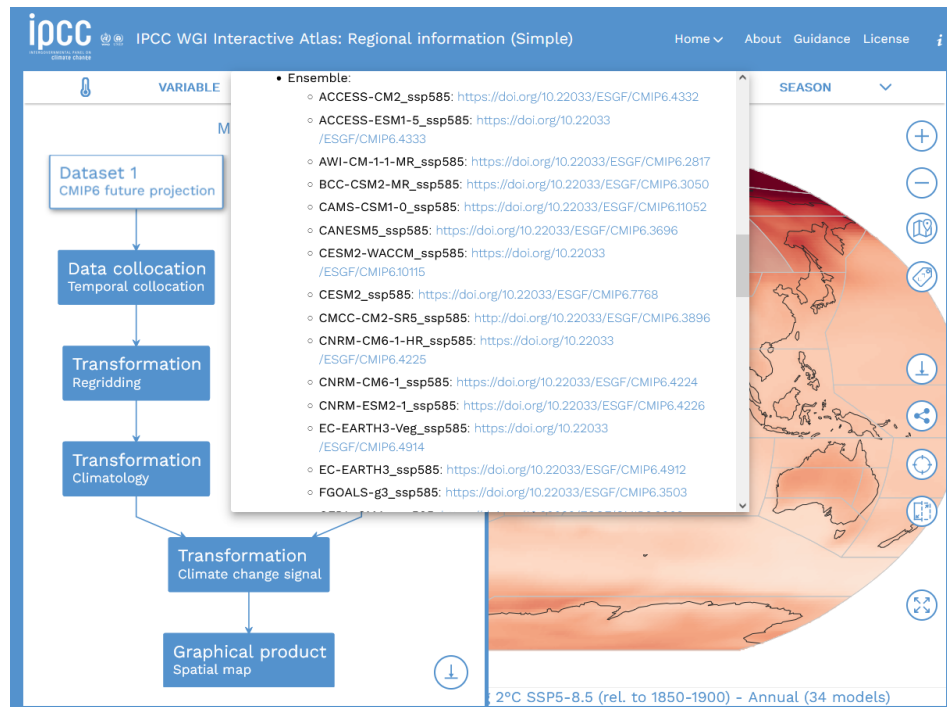 ipcc
INTERGOVERNMENTAL PANEL ON
climate change
IPCC WGI Interactive Atlas: Regional information (Simple)
Home
About
Guidance
License
i
VARIABLE
SEASON
M
Dataset 1
CMIP6 future projection
Data collocation
Temporal collocation
Transformation
Regridding
Transformation
Climatology
Transformation
Climate change signal
Graphical product
Spatial map
• Ensemble:
ACCESS-CM2_ssp585: https://doi.org/10.22033/ESGF/CMIP6.4332
ACCESS-ESM1-5_ssp585: https://doi.org/10.22033
/ESGF/CMIP6.4333
AWI-CM-1-1-MR_ssp585: https://doi.org/10.22033/ESGF/CMIP6.2817
BCC-CSM2-MR_ssp585: https://doi.org/10.22033/ESGF/CMIP6.3050
CAMS-CSM1-0_ssp585: https://doi.org/10.22033/ESGF/CMIP6.11052
CANESM5_ssp585: https://doi.org/10.22033/ESGF/CMIP6.3696
CESM2-WACCM_ssp585: https://doi.org/10.22033
/ESGF/CMIP6.10115
CESM2_ssp585: https://doi.org/10.22033/ESGF/CMIP6.7768
CMCC-CM2-SR5_ssp585: http://doi.org/10.22033/ESGF/CMIP6.3896
CNRM-CM6-1-HR_ssp585: https://doi.org/10.22033
/ESGF/CMIP6.4225
CNRM-CM6-1_ssp585: https://doi.org/10.22033/ESGF/CMIP6.4224
CNRM-ESM2-1_ssp585: https://doi.org/10.22033/ESGF/CMIP6.4226
EC-EARTH3-Veg_ssp585: https://doi.org/10.22033
/ESGF/CMIP6.4914
EC-EARTH3_ssp585: https://doi.org/10.22033/ESGF/CMIP6.4912
FGOALS-g3_ssp585: https://doi.org/10.22033/ESGF/CMIP6.3503
2°C SSP5-8.5 (rel. to 1850-1900) - Annual (34 models)